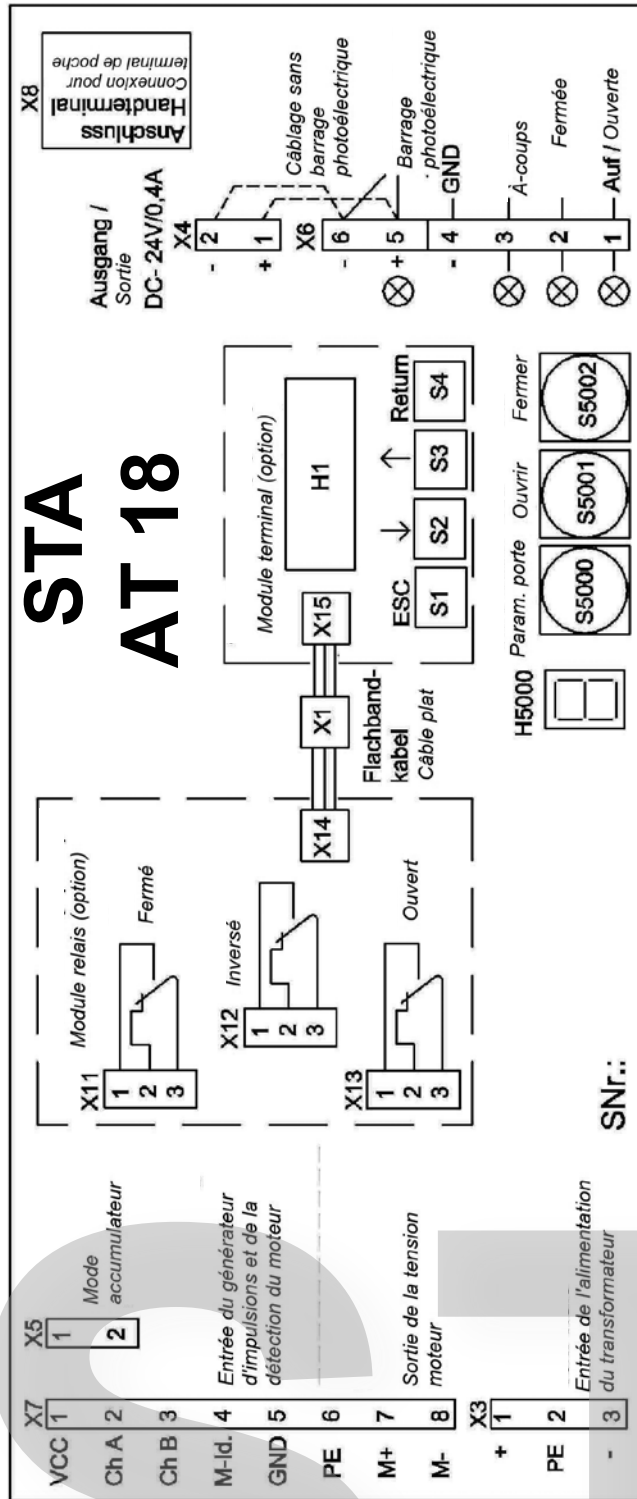 STA
AT 18
X7
VCC 1
Ch A 2
Ch B 3
M-Id. 4
GND 5
PE 6
M+ 7
M- 8
X5
1
2
Mode
accumulateur
Entrée du générateur
d'impulsions et de la
détection du moteur
Sortie de la tension
moteur
X3
+ 1
PE 2
- 3
Entrée de l'alimentation
du transformateur
Module relais (option)
X11
1
2
3
Fermé
X12
1
2
3
Inversé
X13
1
2
3
Ouvert
SNr.:
X14
X1
X15
Flachband-
kabel
Câble plat
Module terminal (option)
H1
ESC
↓
↑
Return
S1
S2
S3
S4
H5000
Param. porte
Ouvrir
Fermer
S5000
S5001
S5002
Ausgang /
Sortie
DC- 24V/0,4A
X4
- 2
+ 1
X6
- 6
+ 5
- 4
3
2
1
Câblage sans
barrage
photoélectrique
Barrage
photoélectrique
GND
À-coups
Fermée
Auf / Ouverte
X8
Anschluss
Handterminal
Connexion pour
terminal de poche